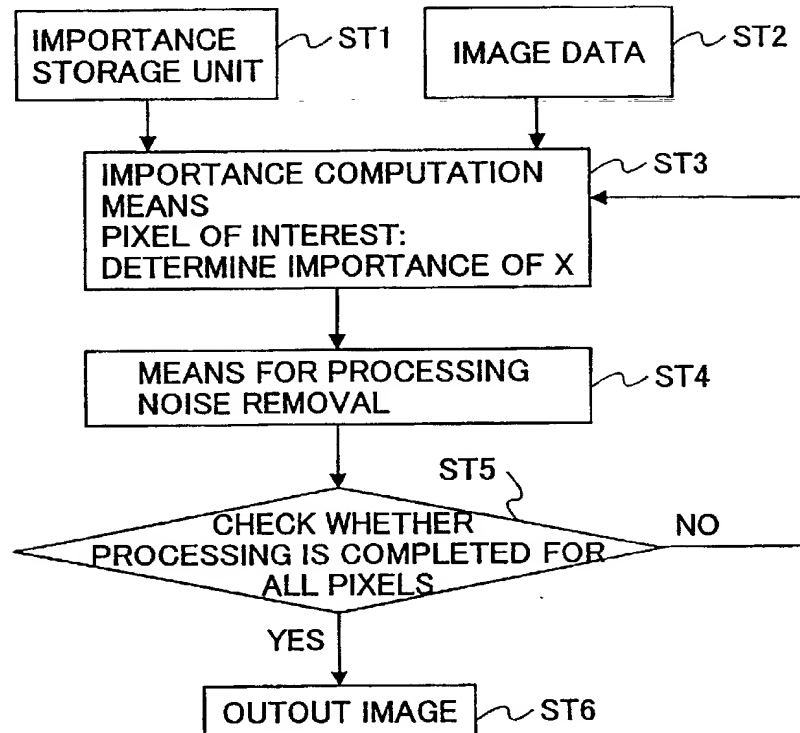 IMPORTANCE
STORAGE UNIT
ST1
IMAGE DATA
ST2
IMPORTANCE COMPUTATION
MEANS
PIXEL OF INTEREST:
DETERMINE IMPORTANCE OF X
ST3
MEANS FOR PROCESSING
NOISE REMOVAL
ST4
ST5
CHECK WHETHER
PROCESSING IS COMPLETED FOR
ALL PIXELS
NO
YES
OUTOUT IMAGE
ST6